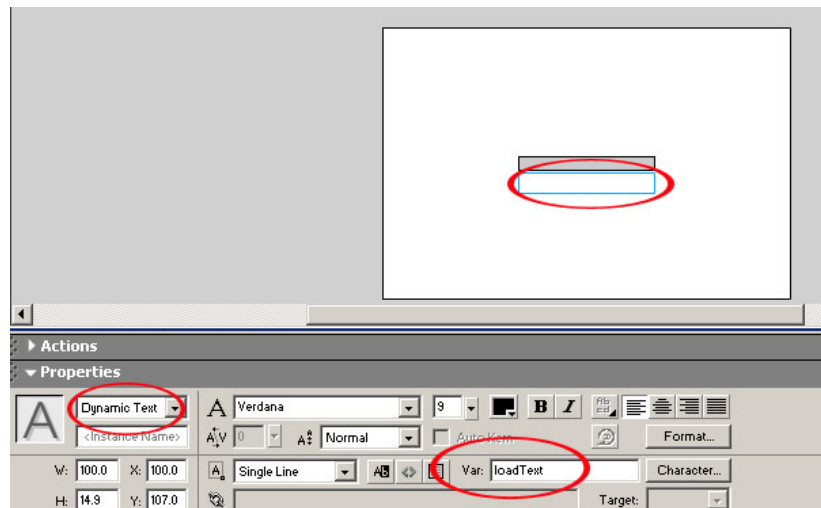 Actions
Properties
A Dynamic Text A Verdana 9 B I
<Instance Name> A V 0 A Normal Auto Kern Format...
W: 100.0 X: 100.0 A Single Line AB <> Var: loadText Character...
H: 14.9 Y: 107.0 Target: